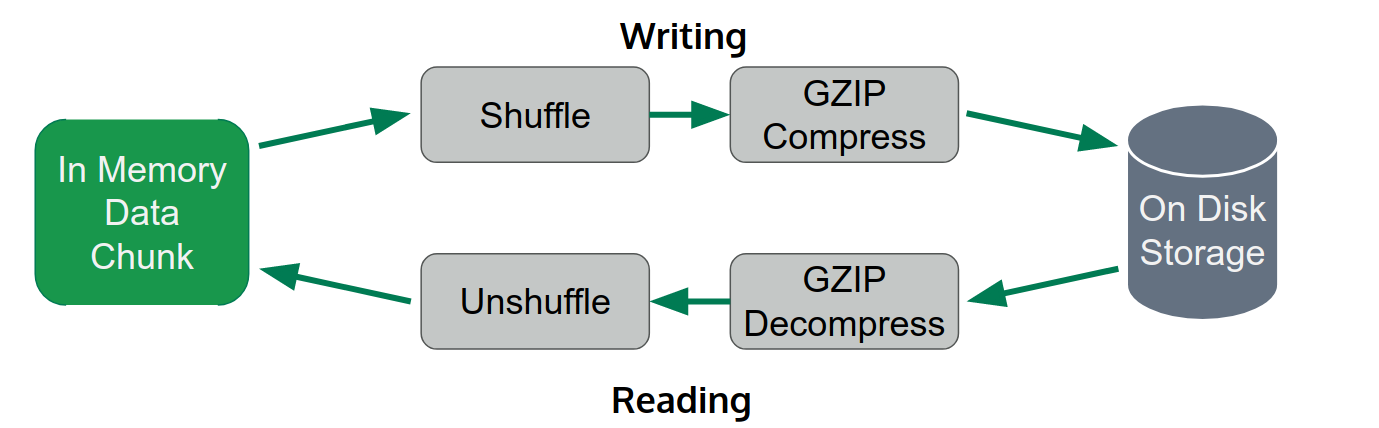 Writing
In Memory
Data
Chunk
Shuffle
GZIP
Compress
On Disk
Storage
Unshuffle
GZIP
Decompress
Reading